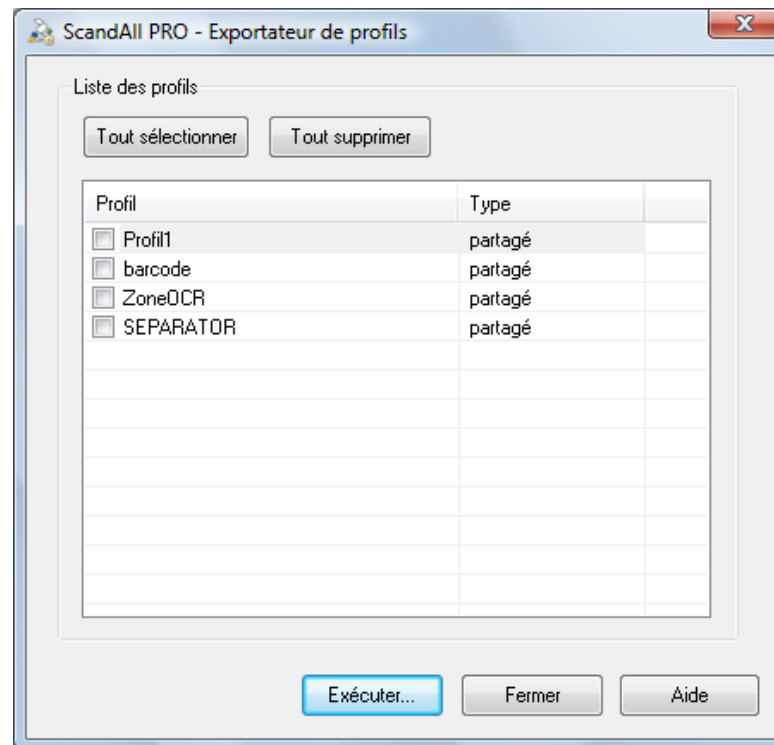 ScandAll PRO - Exportateur de profils
Liste des profils
Tout sélectionner Tout supprimer
Profil Type
Profil1 partagé
barcode partagé
ZoneOCR partagé
SEPARATOR partagé
Exécuter... Fermer Aide